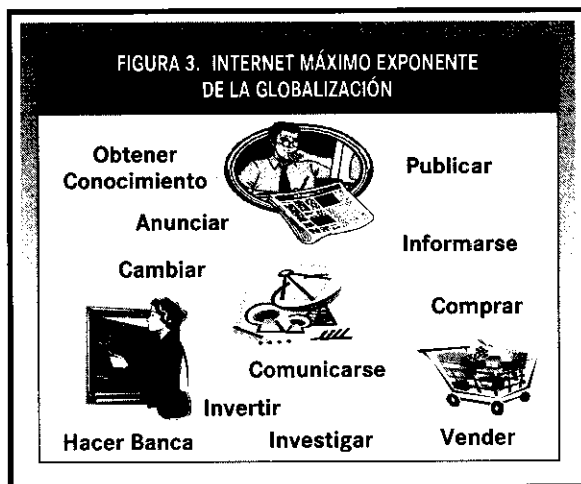 FIGURA 3. INTERNET MÁXIMO EXPONENTE
DE LA GLOBALIZACIÓN
Obtener
Conocimiento
Publicar
Anunciar
Informarse
Cambiar
Comprar
Comunicarse
Invertir
Hacer Banca
Investigar
Vender